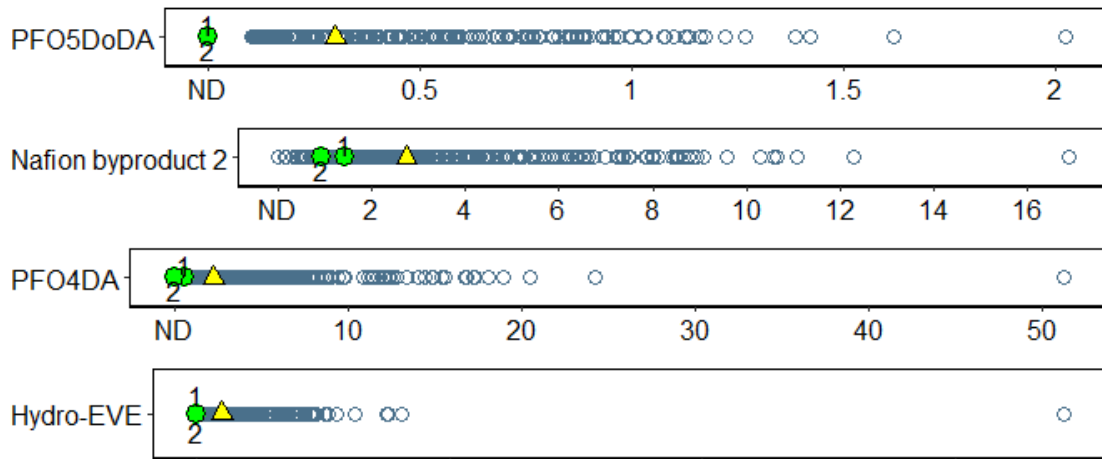 1
PFO5DoDA
2
ND 0.5 1 1.5 2
1
Nafion byproduct 2
2
ND 2 4 6 8 10 12 14 16
1
PFO4DA
2
ND 10 20 30 40 50
1
Hydro-EVE
2